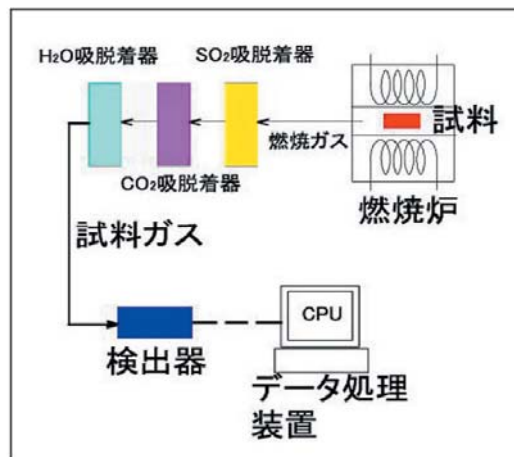 H2O吸脱着器
SO2吸脱着器
燃焼ガス
試料
CO2吸脱着器
燃焼炉
試料ガス
CPU
検出器
データ処理
装置